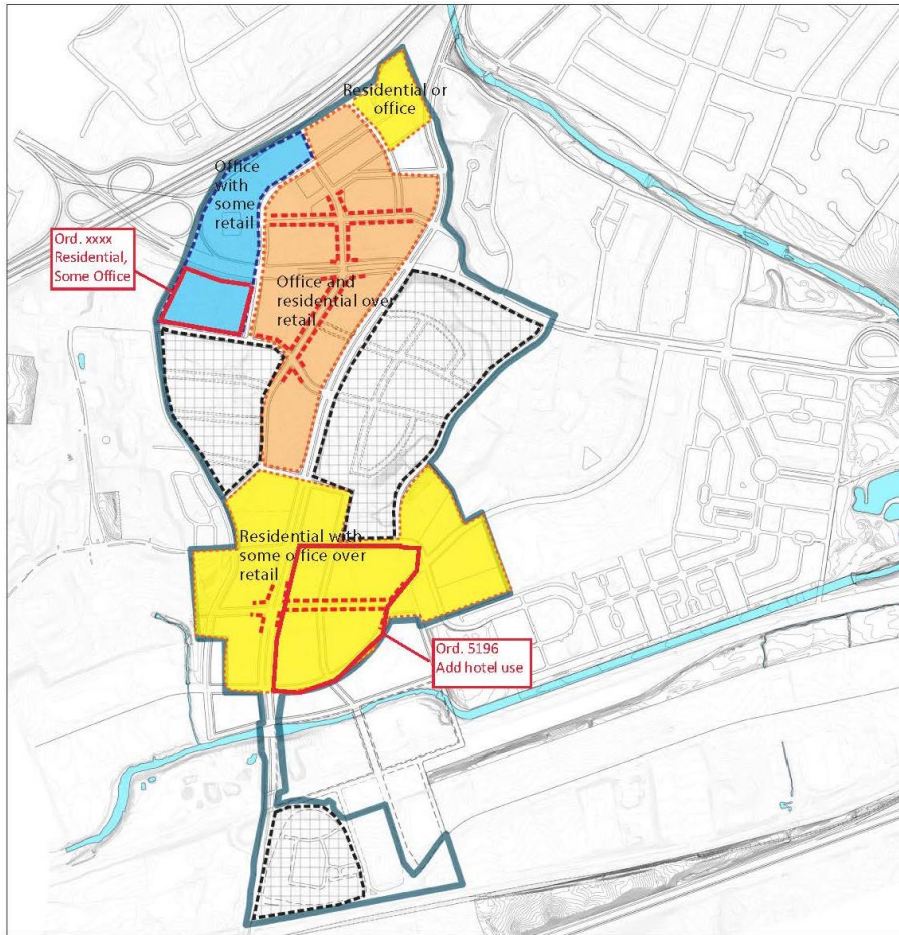 Residential or
office
Office
with
some
retail
Ord. xxxx
Residential,
Some Office
Office and
residential over
retail
Residential with
some office over
retail
Ord. 5196
Add hotel use